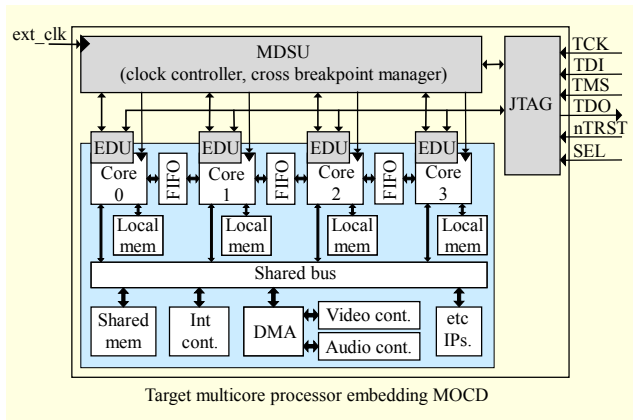 ext_clk
MDSU
(clock controller, cross breakpoint manager)
JTAG
TCK
TDI
TMS
TDO
nTRST
SEL
EDU
EDU
EDU
EDU
Core
0
FIFO
Core
1
FIFO
Core
2
FIFO
Core
3
Local
mem
Local
mem
Local
mem
Local
mem
Shared bus
Shared
mem
Int
cont.
DMA
Video cont.
Audio cont.
etc
IPs.
Target multicore processor embedding MOCD